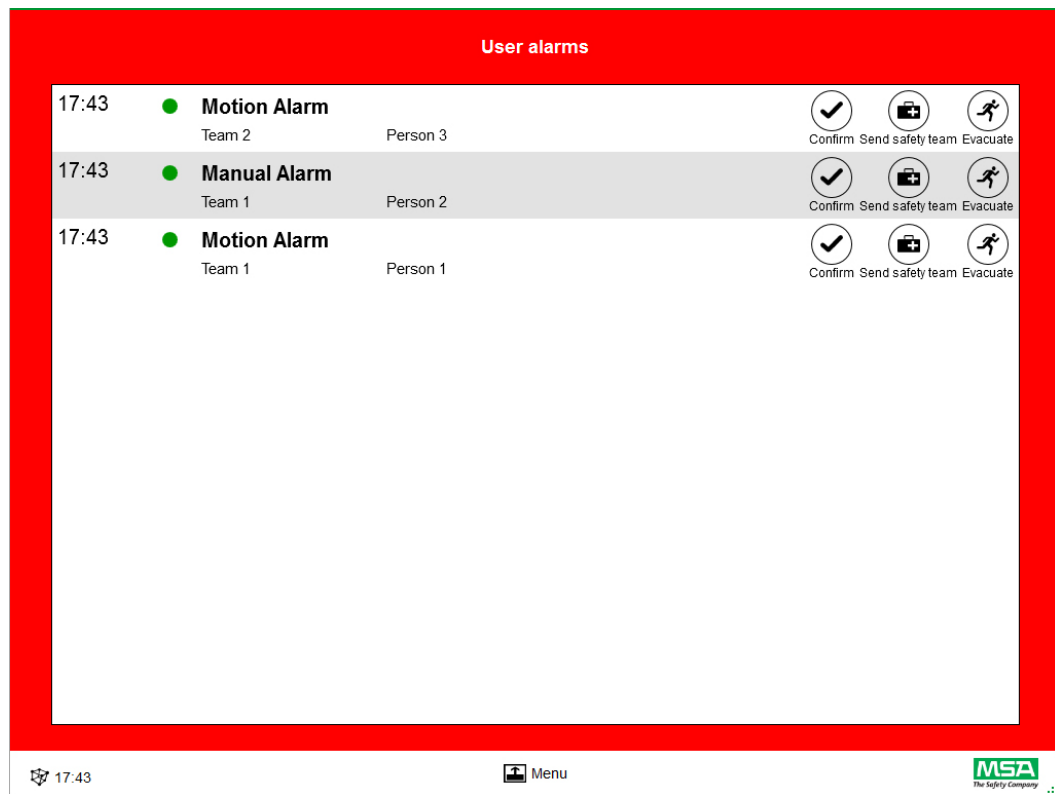 User alarms
17:43 Motion Alarm
Team 2 Person 3
Confirm Send safety team Evacuate
17:43 Manual Alarm
Team 1 Person 2
Confirm Send safety team Evacuate
17:43 Motion Alarm
Team 1 Person 1
Confirm Send safety team Evacuate
17:43 Menu MSA
The Safety Company